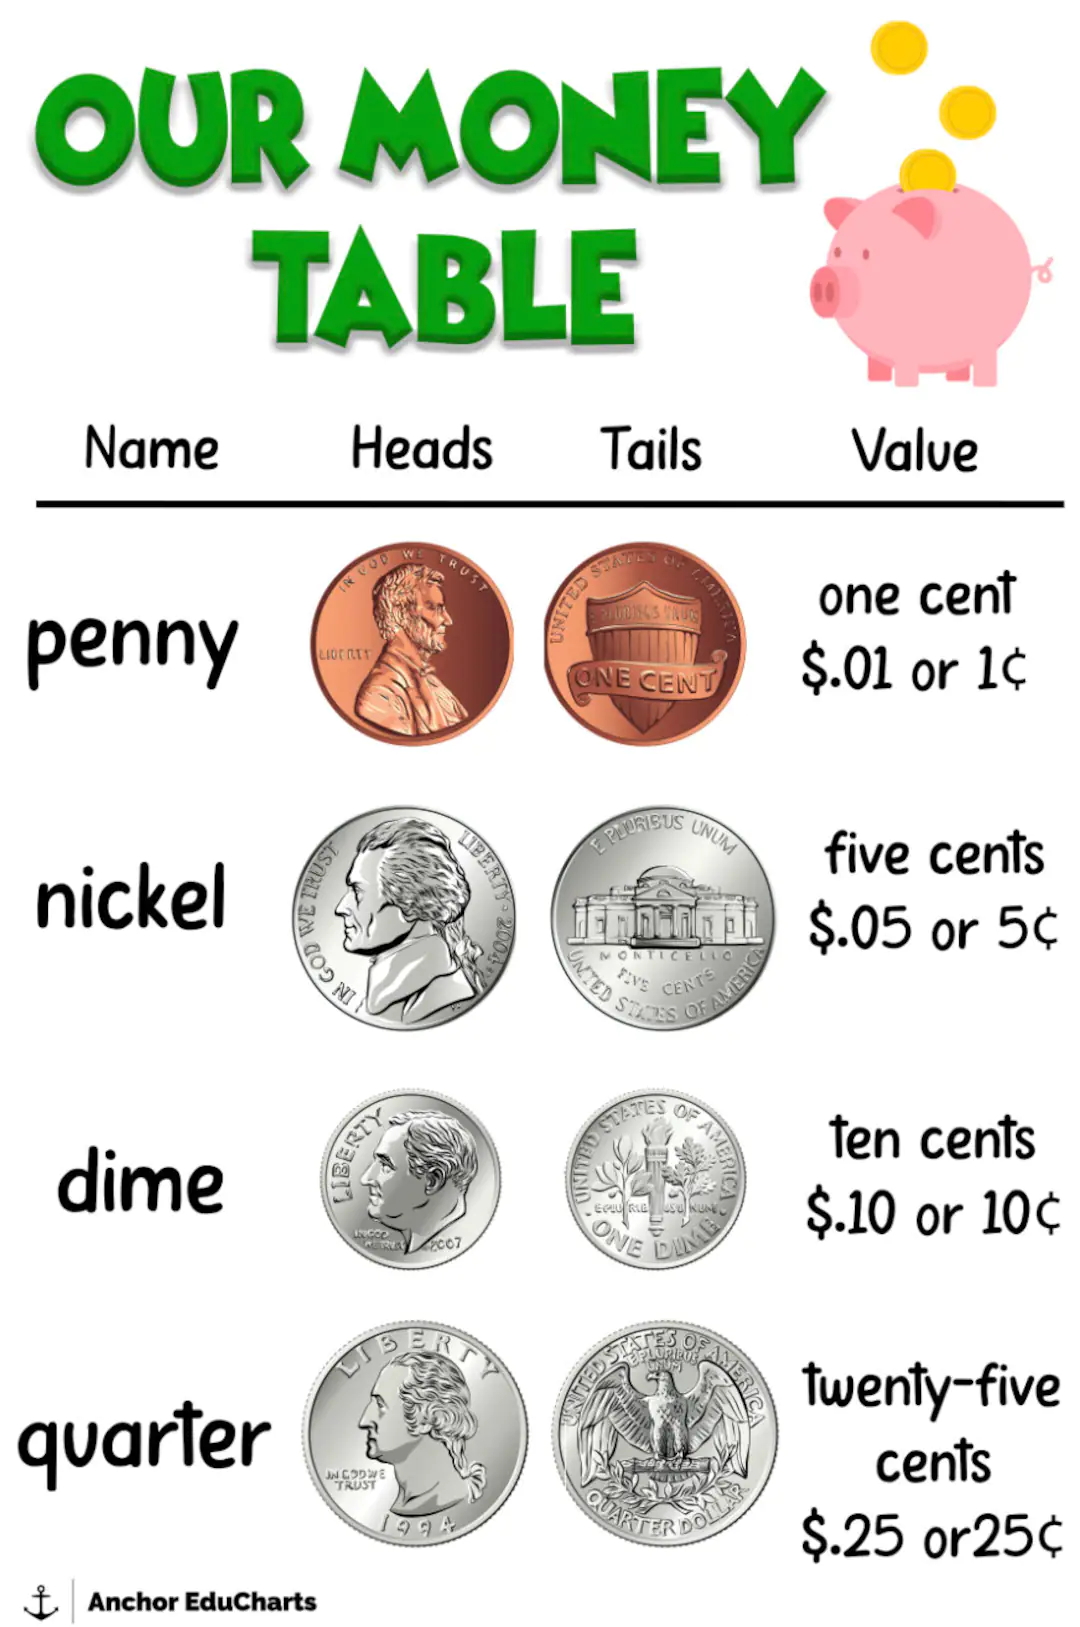 OUR MONEY
TABLE
Name Heads Tails Value
penny
IN GOD WE TRUST
LIBERTY
UNITED STATES OF AMERICA
E PLURIBUS UNUM
ONE CENT
one cent
$.01 or 1¢
nickel
IN GOD WE TRUST
LIBERTY 2004
E PLURIBUS UNUM
MONTICELLO
FIVE CENTS
UNITED STATES OF AMERICA
five cents
$.05 or 5¢
dime
LIBERTY
IN GOD
2007
UNITED STATES OF AMERICA
ONE DIME
ten cents
$.10 or 10¢
quarter
LIBERTY
IN GOD WE
TRUST
1994
UNITED STATES OF AMERICA
E PLURIBUS
UNUM
QUARTER DOLLAR
twenty-five
cents
$.25 or25¢
Anchor EduCharts